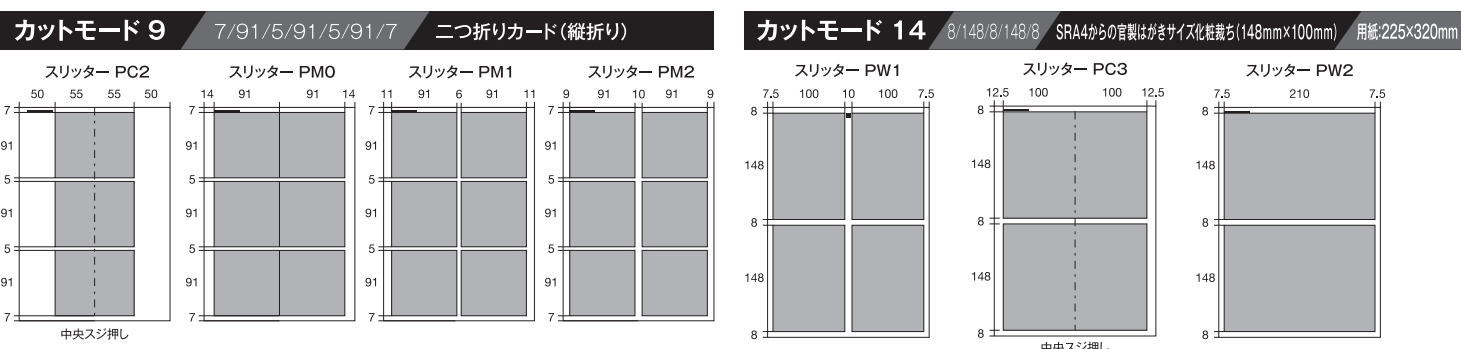 カットモード 9 7/91/5/91/5/91/7 二つ折りカード(縦折り)
スリッター PC2
50 55 55 50
7
91
5
91
5
91
7
中央スジ押し
スリッター PM0
14 91 91 14
7
91
5
91
5
91
7
スリッター PM1
11 91 6 91 11
7
91
5
91
5
91
7
スリッター PM2
9 91 10 91 9
7
91
5
91
5
91
7
カットモード 14 8/148/8/148/8 SRA4からの官製はがきサイズ化粧裁ち(148mm×100mm) 用紙:225×320mm
スリッター PW1
7.5 100 10 100 7.5
8
148
8
148
8
スリッター PC3
12.5 100 100 12.5
8
148
8
148
8
中央スジ押し
スリッター PW2
7.5 210 7.5
8
148
8
148
8